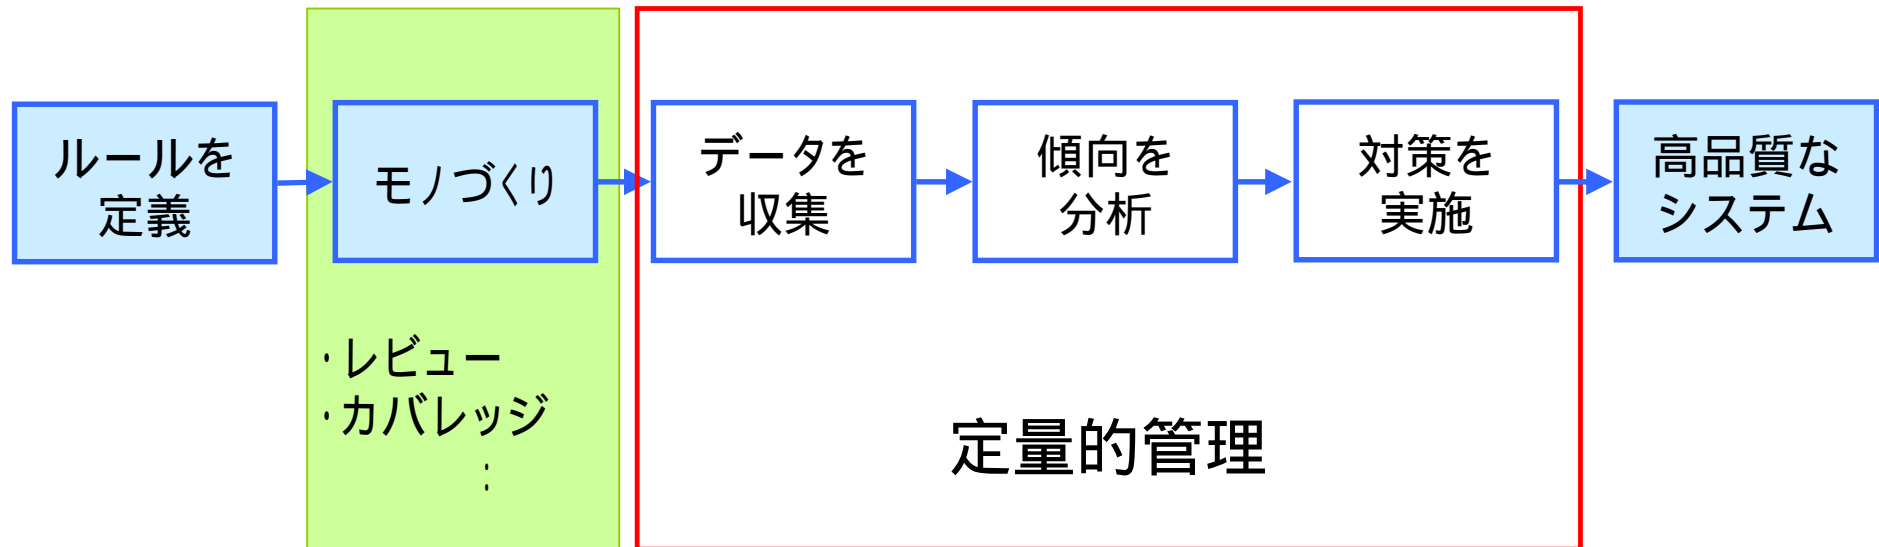 ルールを
定義
モノづくり
データを
収集
傾向を
分析
対策を
実施
高品質な
システム
・レビュー
・カバレッジ
：
定量的管理